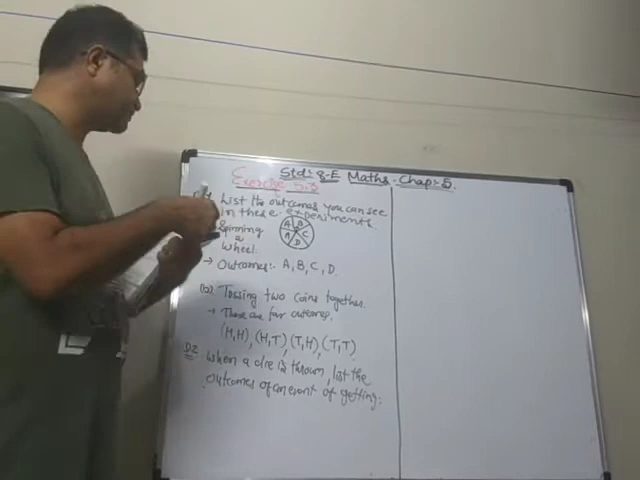 Std:- 8-E Maths Chap:- 5.
Exercise 5.3
List the outcomes you can see
in these experiments.
Spinning
a
Wheel.
A B
A C
D
→ Outcomes:- A, B, C, D.
(b) Tossing two coins together.
→ There are four outcomes.
(H,H), (H,T) (T,H), (T,T)
Q2 When a die is thrown, list the
outcomes of an event of getting: